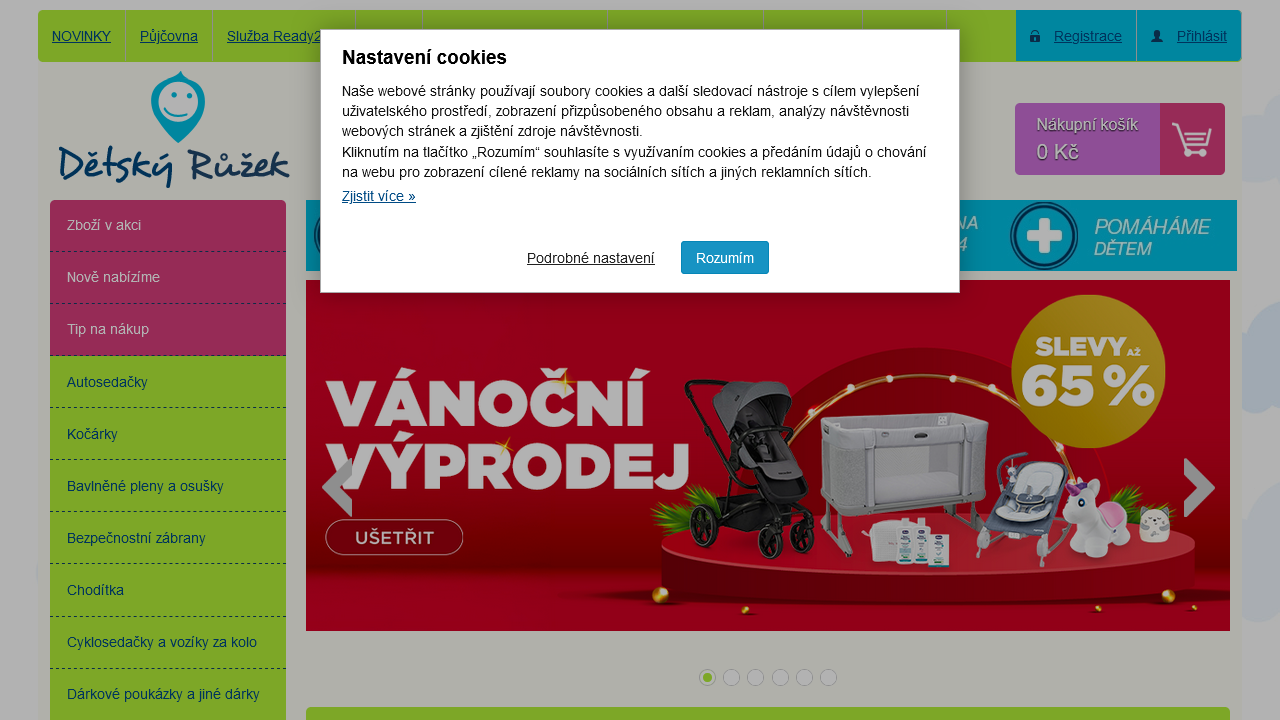 NOVINKY
Půjčovna
Služba Ready2
Registrace
Přihlásit
Nastavení cookies
Naše webové stránky používají soubory cookies a další sledovací nástroje s cílem vylepšení
uživatelského prostředí, zobrazení přizpůsobeného obsahu a reklam, analýzy návštěvnosti
webových stránek a zjištění zdroje návštěvnosti.
Kliknutím na tlačítko „Rozumím“ souhlasíte s využívaním cookies a předáním údajů o chování
na webu pro zobrazení cílené reklamy na sociálních sítích a jiných reklamních sítích.
Zjistit více »
Podrobné nastavení
Rozumím
Dětský Růžek
Nákupní košík
0 Kč
NA
4
POMÁHÁME
DĚTEM
Zboží v akci
Nově nabízíme
Tip na nákup
Autosedačky
Kočárky
Bavlněné pleny a osušky
Bezpečnostní zábrany
Chodítka
Cyklosedačky a vozíky za kolo
Dárkové poukázky a jiné dárky
VÁNOČNÍ
VÝPRODEJ
UŠETŘIT
SLEVY AŽ
65 %